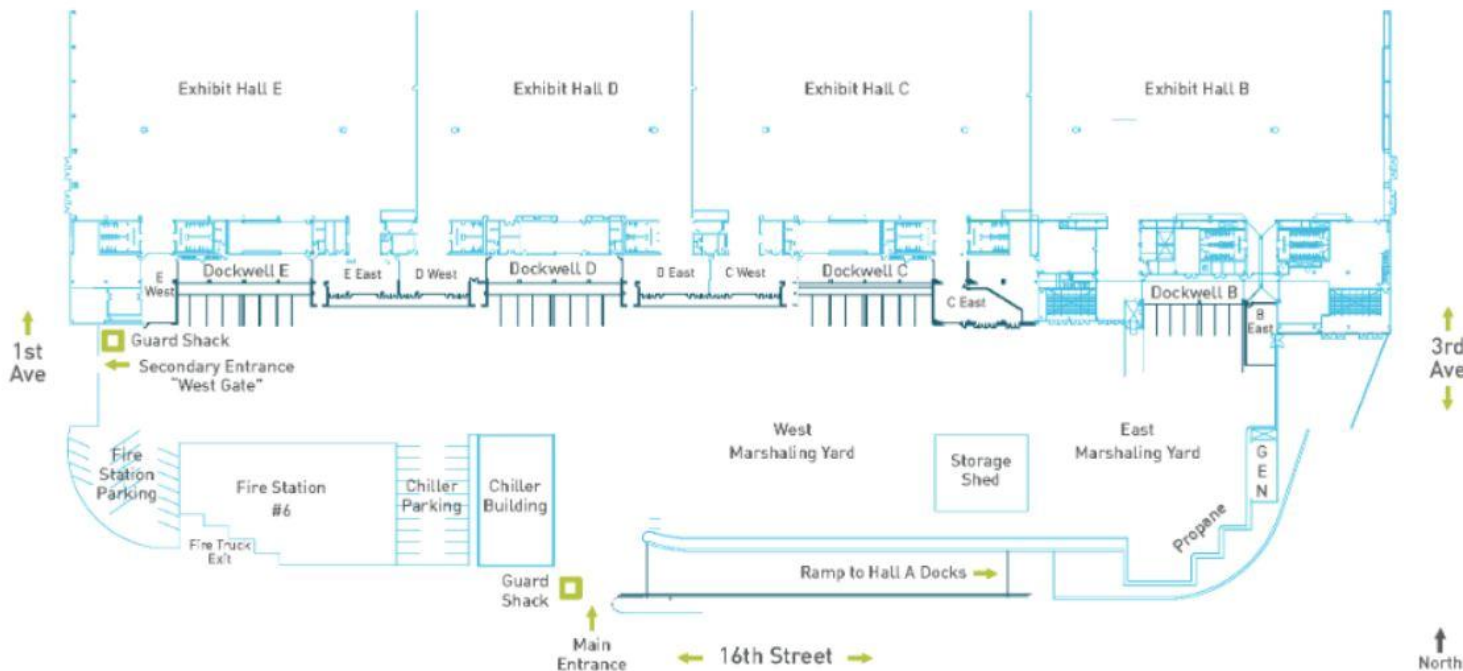 Exhibit Hall E
Exhibit Hall D
Exhibit Hall C
Exhibit Hall B
E
West
Dockwell E
E East
D West
Dockwell D
D East
C West
Dockwell C
C East
Dockwell B
B
East
1st
Ave
Guard Shack
Secondary Entrance
"West Gate"
3rd
Ave
Fire
Station
Parking
Fire Station
#6
Fire Truck
Exit
Chiller
Parking
Chiller
Building
West
Marshaling Yard
Storage
Shed
East
Marshaling Yard
G
E
N
Propane
Ramp to Hall A Docks
Guard
Shack
Main
Entrance
16th Street
North